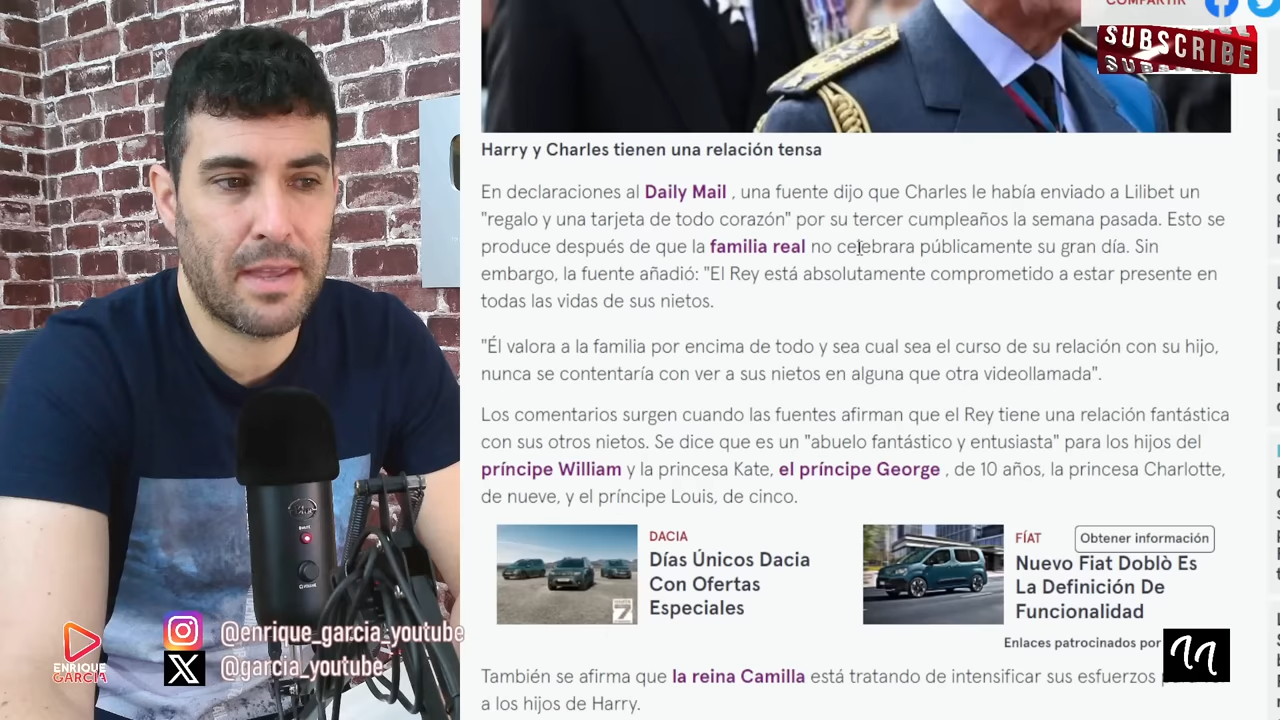 COMPARTIR
SUBSCRIBE
Harry y Charles tienen una relación tensa
En declaraciones al Daily Mail , una fuente dijo que Charles le había enviado a Lilibet un
"regalo y una tarjeta de todo corazón" por su tercer cumpleaños la semana pasada. Esto se
produce después de que la familia real no celebrara públicamente su gran día. Sin
embargo, la fuente añadió: "El Rey está absolutamente comprometido a estar presente en
todas las vidas de sus nietos.
"Él valora a la familia por encima de todo y sea cual sea el curso de su relación con su hijo,
nunca se contentaría con ver a sus nietos en alguna que otra videollamada".
Los comentarios surgen cuando las fuentes afirman que el Rey tiene una relación fantástica
con sus otros nietos. Se dice que es un "abuelo fantástico y entusiasta" para los hijos del
príncipe William y la princesa Kate, el príncipe George , de 10 años, la princesa Charlotte,
de nueve, y el príncipe Louis, de cinco.
DACIA
Días Únicos Dacia
Con Ofertas
Especiales
FÍAT
Obtener información
Nuevo Fiat Doblò Es
La Definición De
Funcionalidad
Enlaces patrocinados por
También se afirma que la reina Camilla está tratando de intensificar sus esfuerzos
a los hijos de Harry.
@enrique_garcia_youtube
@garcia_youtube
ENRIQUE
GARCIA